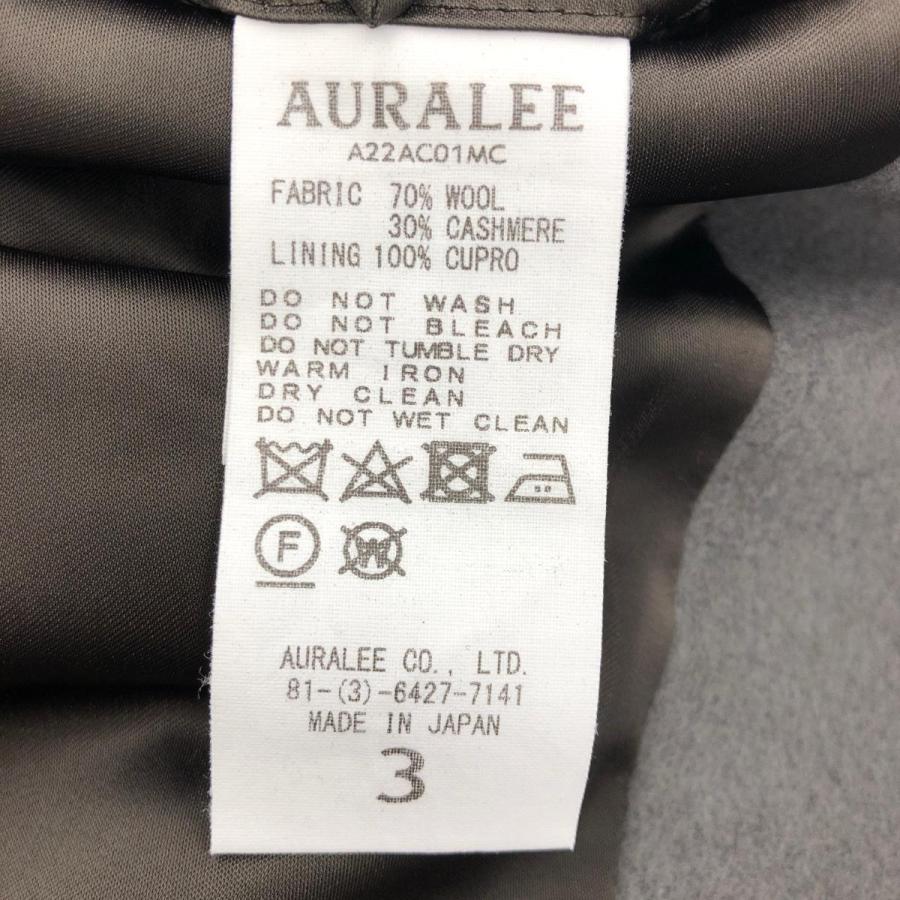 AURALEE
A22AC01MC
FABRIC 70% WOOL
30% CASHMERE
LINING 100% CUPRO
DO NOT WASH
DO NOT BLEACH
DO NOT TUMBLE DRY
WARM IRON
DRY CLEAN
DO NOT WET CLEAN
F W
AURALEE CO., LTD.
81-(3)-6427-7141
MADE IN JAPAN
3